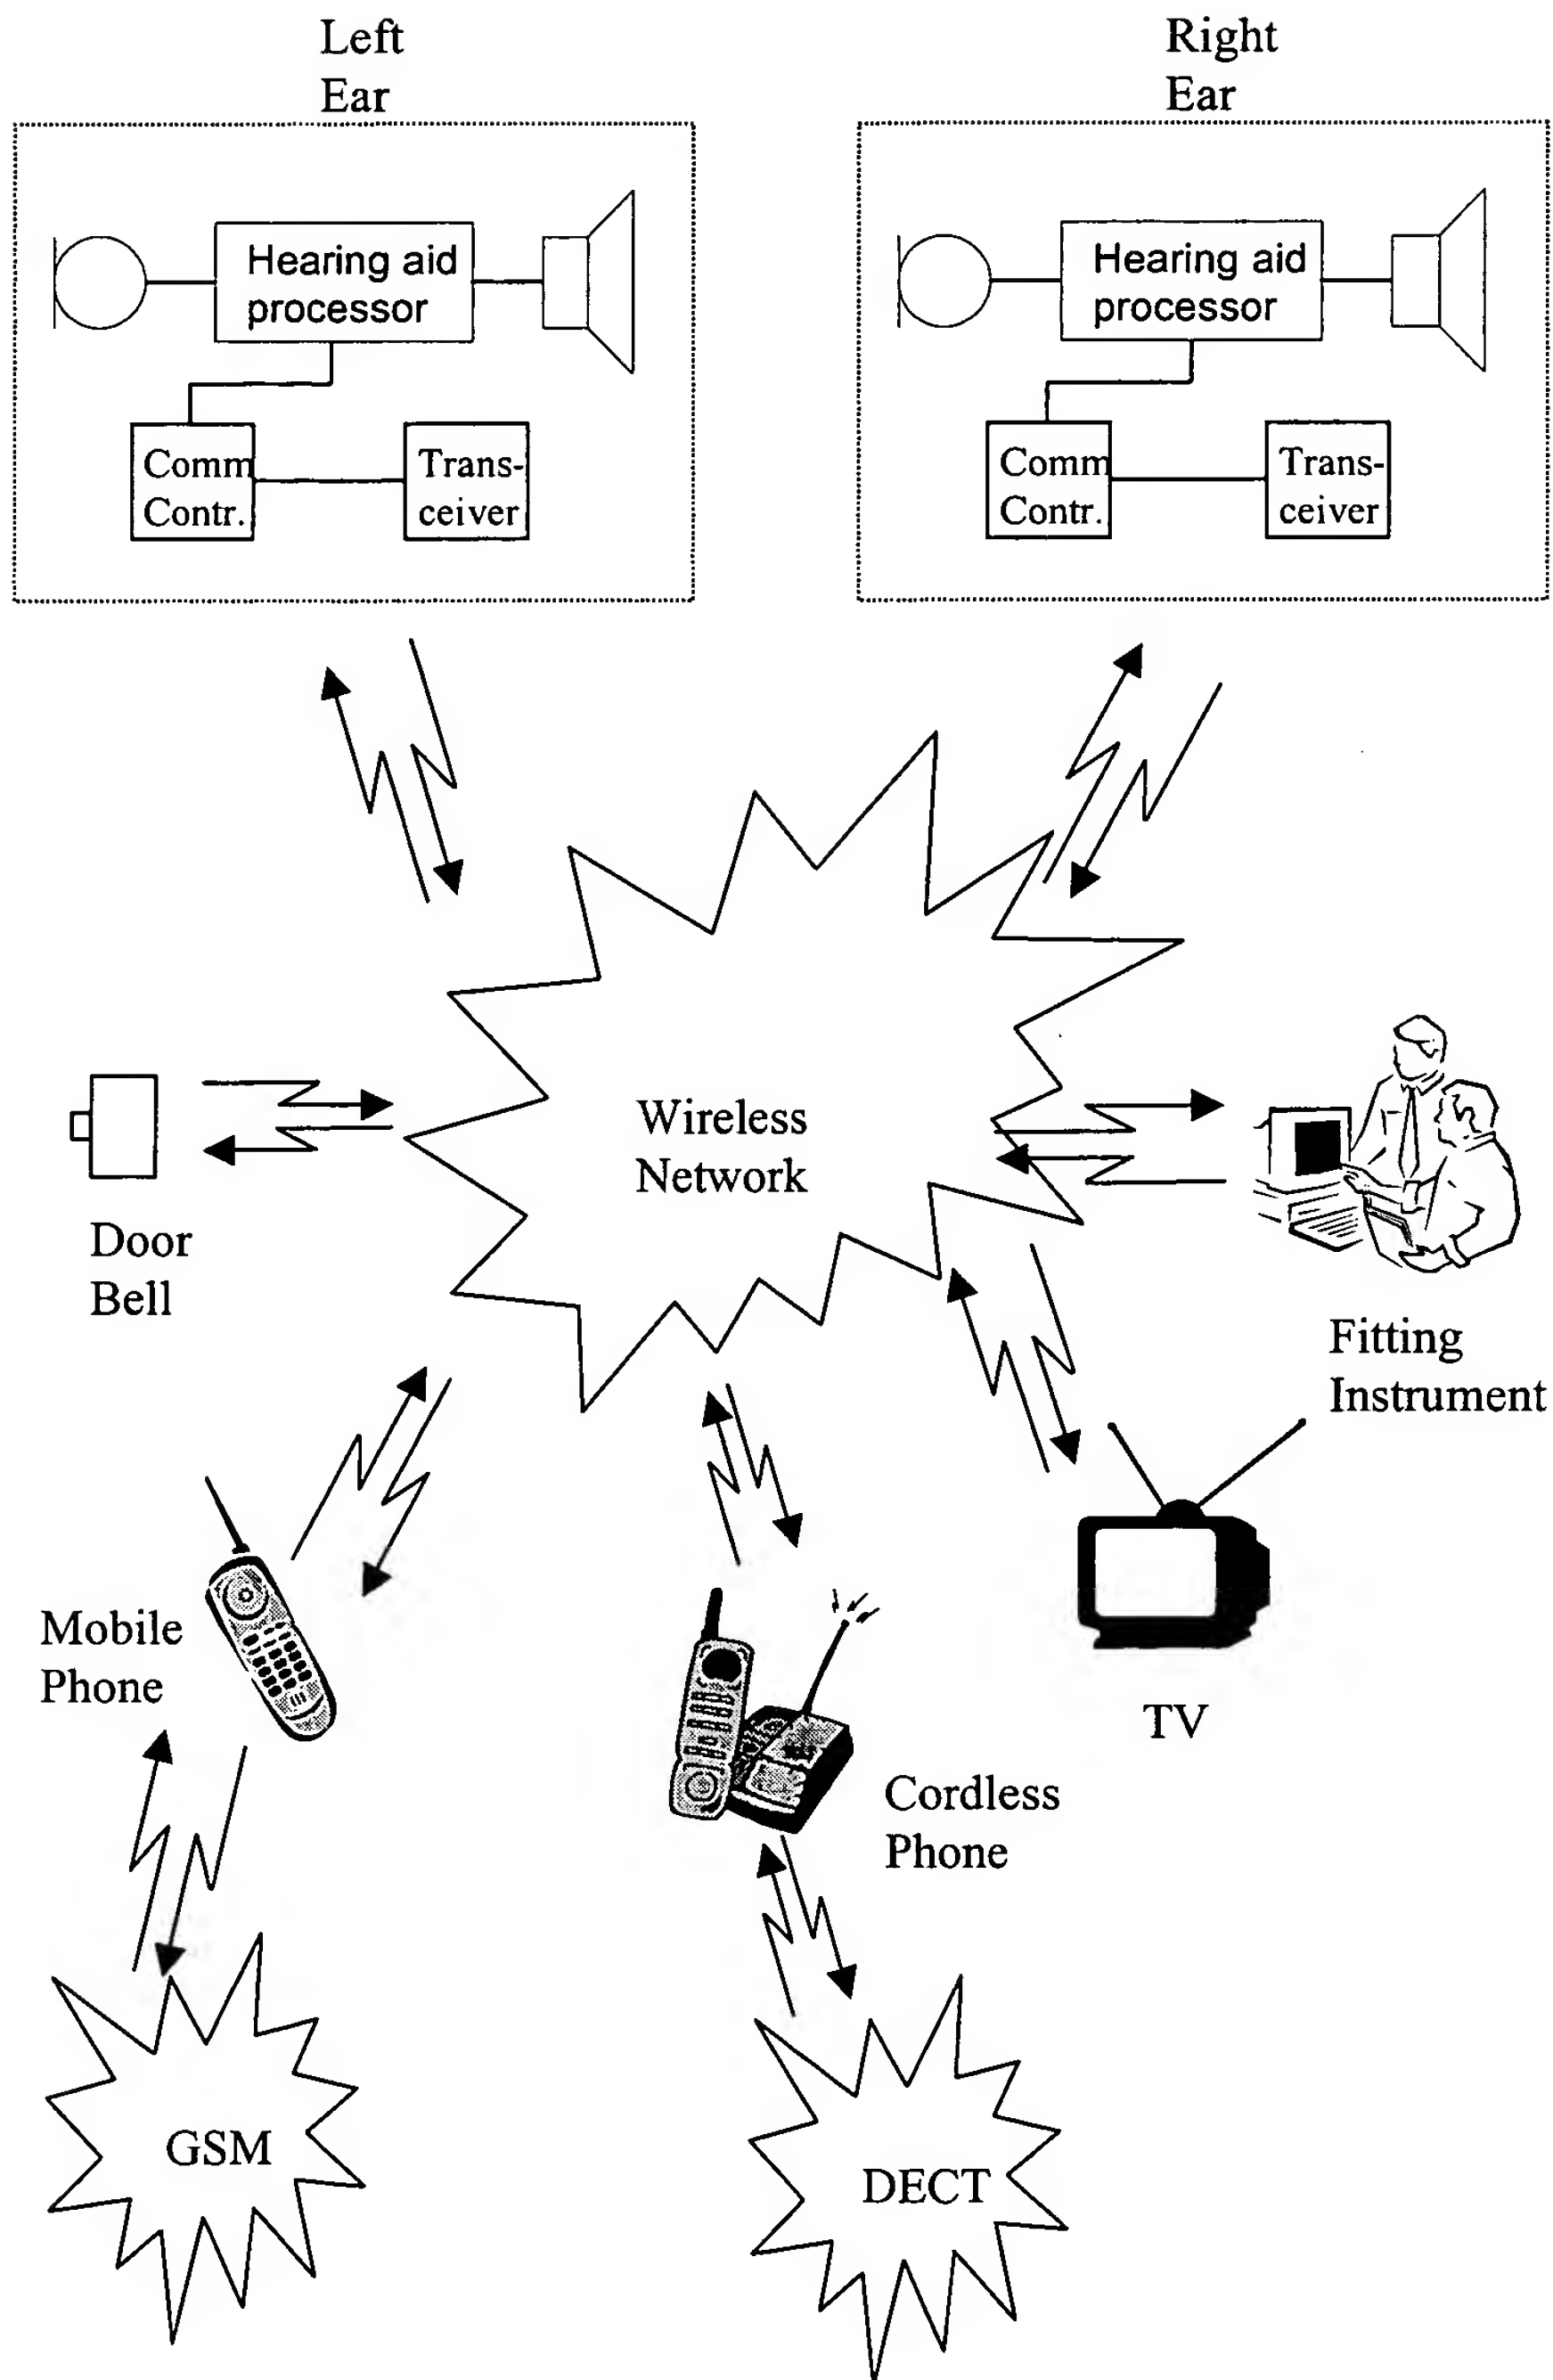 Left
Ear
Right
Ear
Hearing aid
processor
Comm
Contr.
Trans-
ceiver
Hearing aid
processor
Comm
Contr.
Trans-
ceiver
Wireless
Network
Door
Bell
Fitting
Instrument
Mobile
Phone
TV
Cordless
Phone
GSM
DECT